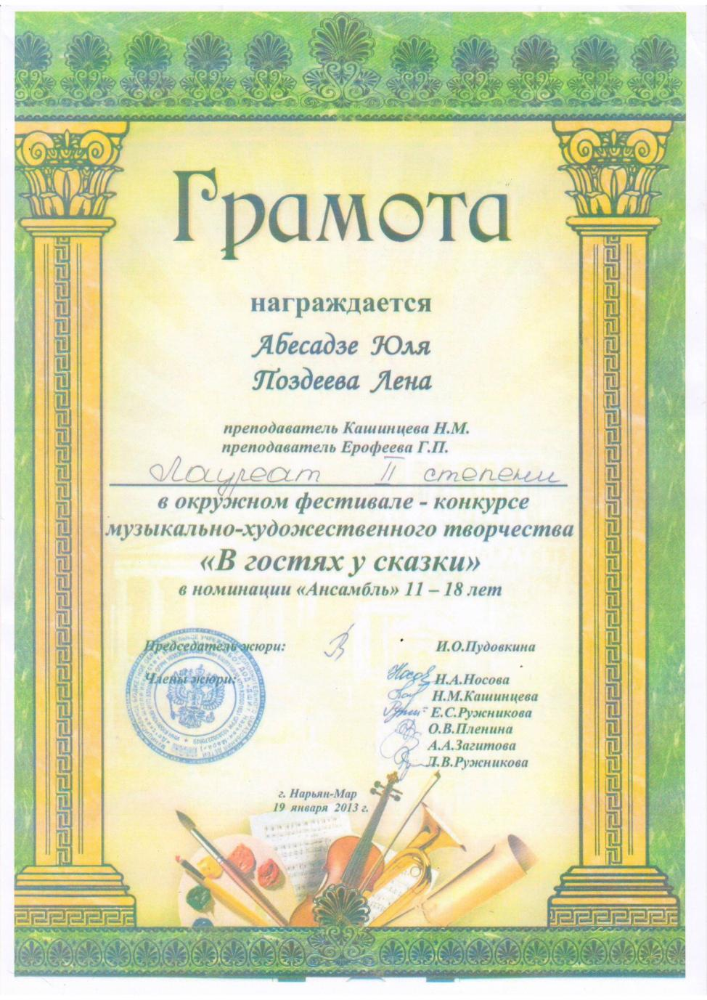 Грамота
награждается
Абесадзе Юля
Поздеева Лена
преподаватель Кашинцева Н.М.
преподаватель Ерофеева Г.П.
Лауреат II степени
в окружном фестивале - конкурсе
музыкально-художественного творчества
«В гостях у сказки»
в номинации «Ансамбль» 11 – 18 лет
Председатель жюри: И.О.Пудовкина
Члены жюри: Н.А.Носова
Н.М.Кашинцева
Е.С.Ружникова
О.В.Пленина
А.А.Загитова
Л.В.Ружникова
г. Нарьян-Мар
19 января 2013 г.